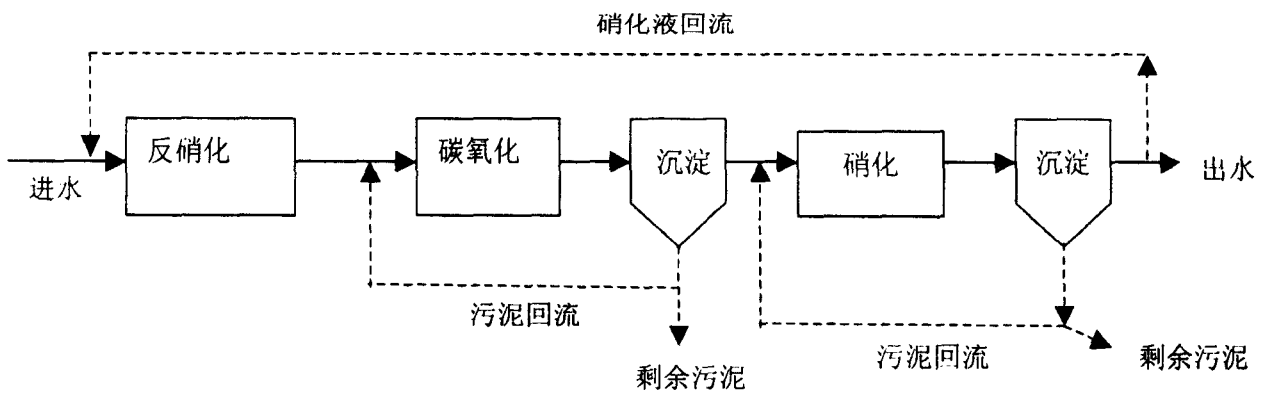 硝化液回流
反硝化
碳氧化
沉淀
硝化
沉淀
进水
出水
污泥回流
污泥回流
剩余污泥
剩余污泥